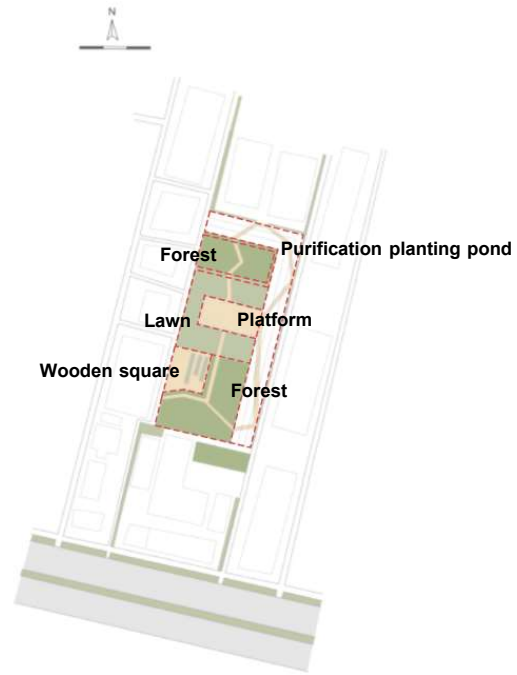 N
Purification planting pond
Forest
Lawn
Platform
Wooden square
Forest